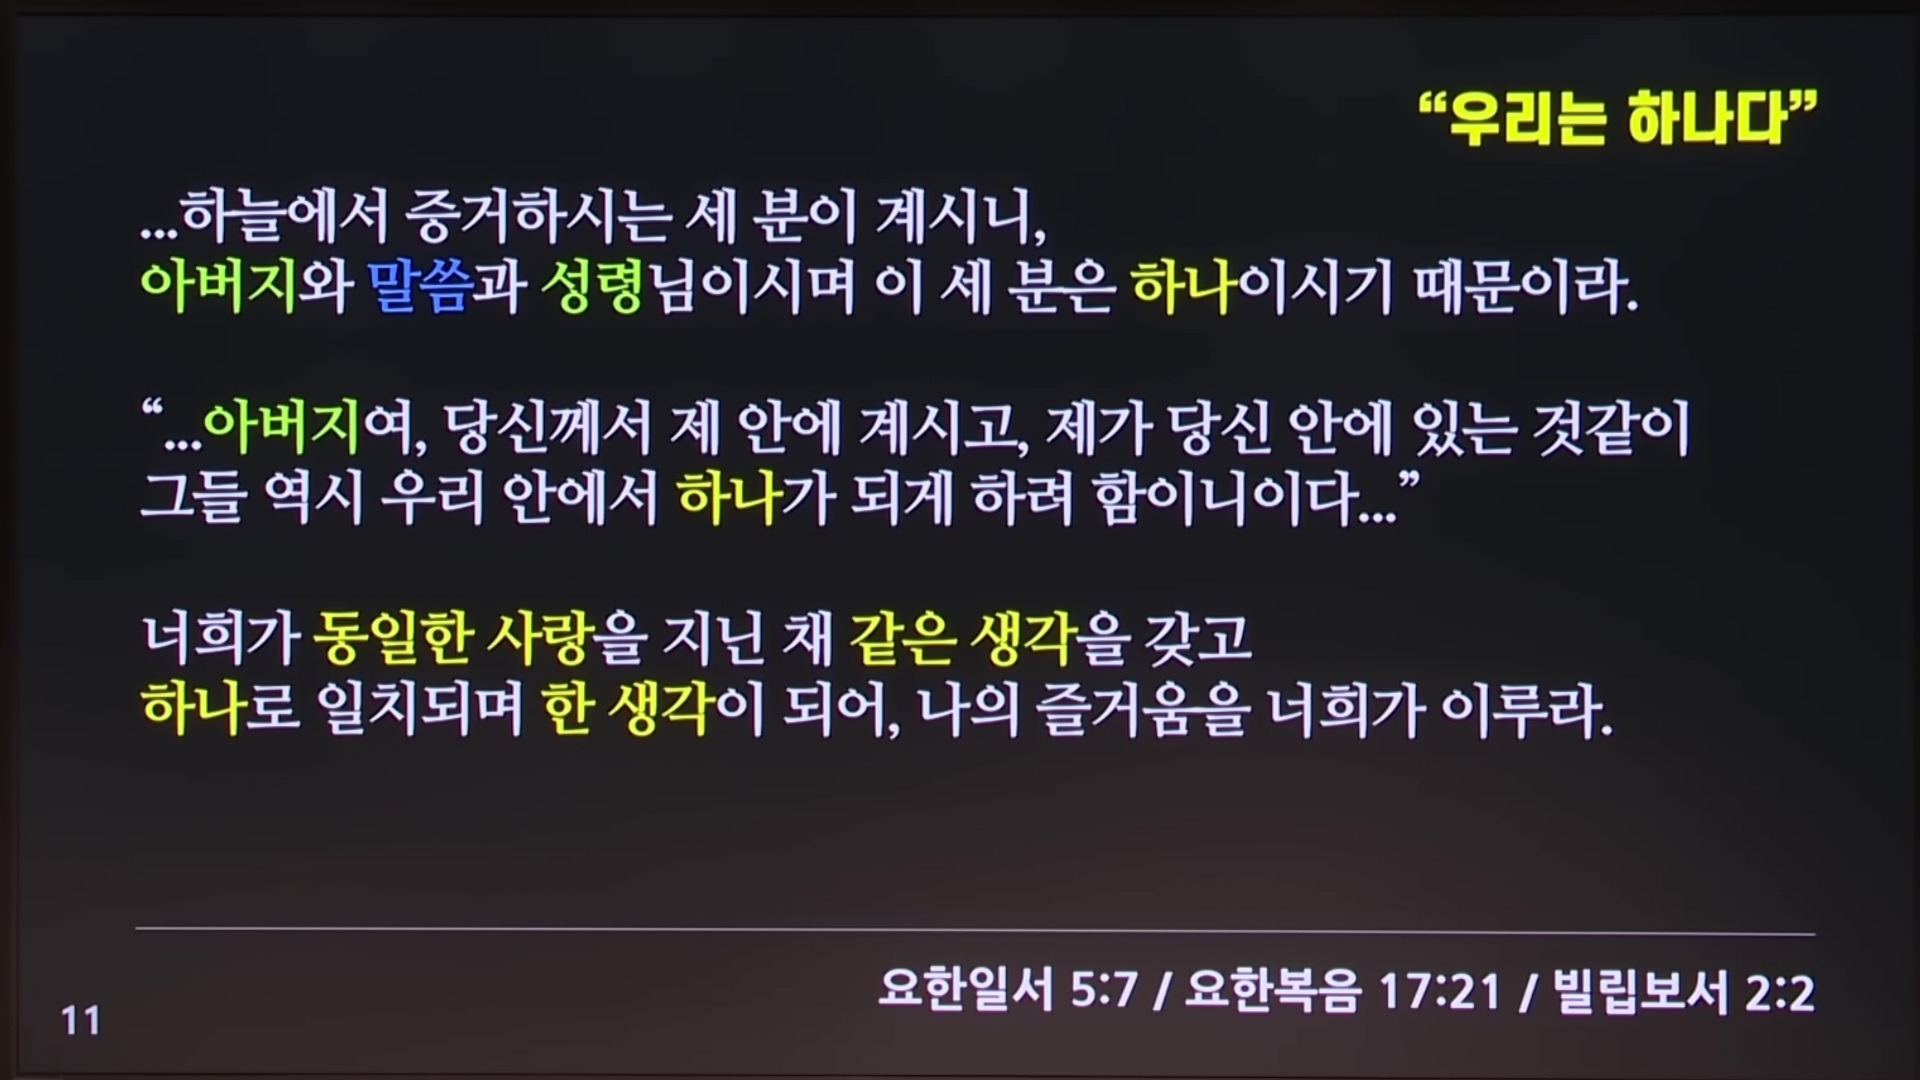 “우리는 하나다”
...하늘에서 중거하시는 세 분이 계시니,
아버지와 말씀과 성령님이시며 이 세 분은 하나이시기 때문이라.
“...아버지여, 당신께서 제 안에 계시고, 제가 당신 안에 있는 것같이
그들 역시 우리 안에서 하나가 되게 하려 함이니이다...”
너희가 동일한 사랑을 지닌 채 같은 생각을 갖고
하나로 일치되며 한 생각이 되어, 나의 즐거움을 너희가 이루라.
요한일서 5:7 / 요한복음 17:21 / 빌립보서 2:2
11